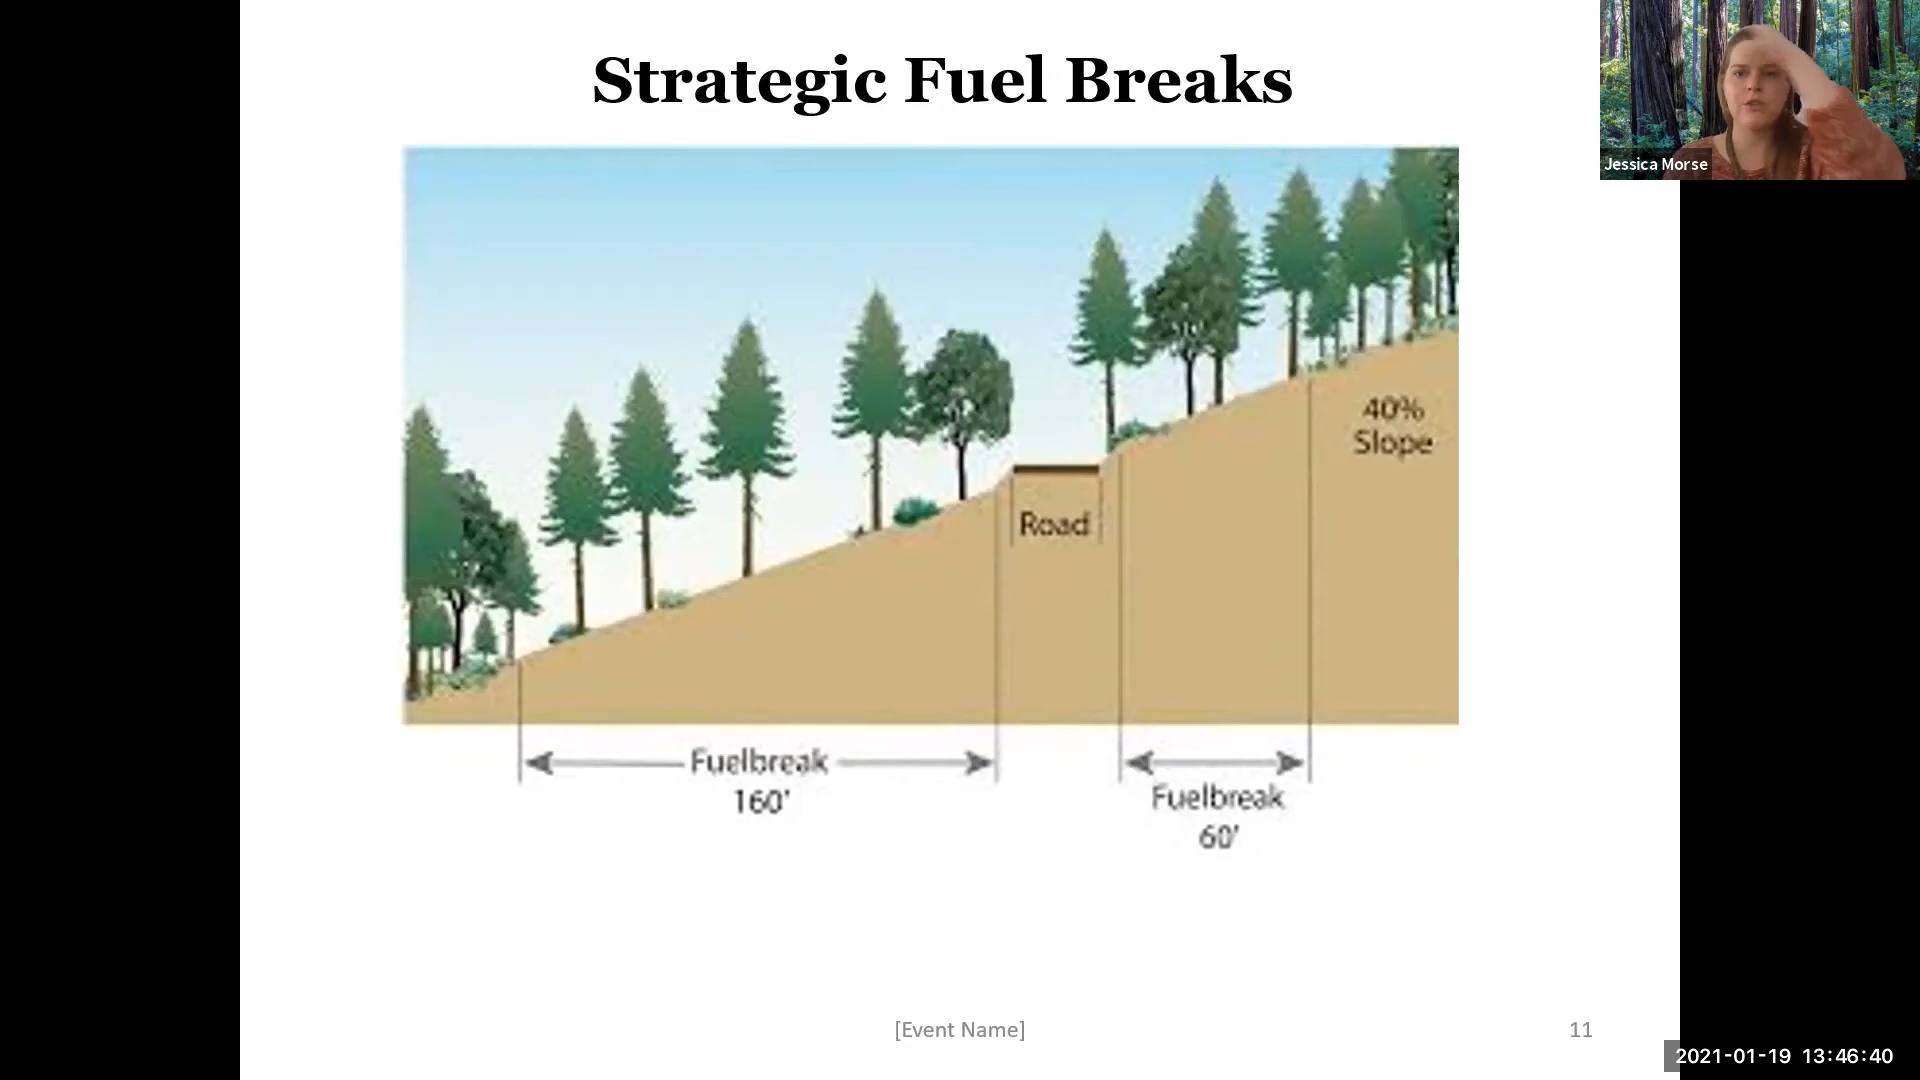 Strategic Fuel Breaks
Jessica Morse
40%
Slope
Road
Fuelbreak
160'
Fuelbreak
60'
[Event Name]
11
2021-01-19 13:46:40